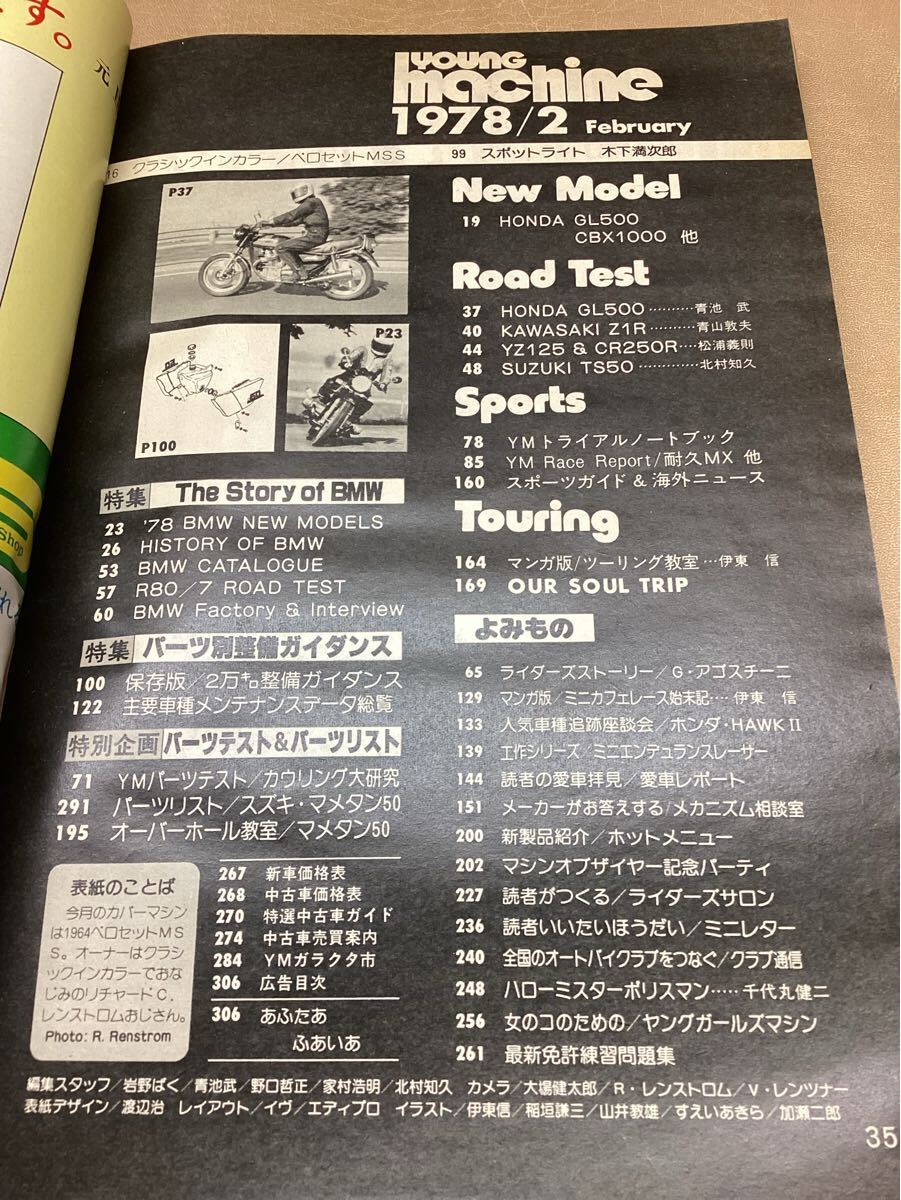 す。
元
YOUNG
machine
1978/2 February
16 クラシックインカラー/ベロセットMSS
99 スポットライト 木下満次郎
P37
P100
P23
New Model
19 HONDA GL500
CBX1000 他
Road Test
37 HONDA GL500‥‥‥‥青池 武
40 KAWASAKI Z1R‥‥‥‥青山敦夫
44 YZ125 & CR250R‥‥松浦義則
48 SUZUKI TS50‥‥‥‥‥北村知久
Sports
78 YMトライアルノートブック
85 YM Race Report/耐久MX 他
160 スポーツガイド&海外ニュース
Touring
164 マンガ版/ツーリング教室‥伊東 信
169 OUR SOUL TRIP
特集 The Story of BMW
23 '78 BMW NEW MODELS
26 HISTORY OF BMW
53 BMW CATALOGUE
57 R80/7 ROAD TEST
60 BMW Factory & Interview
特集 パーツ別整備ガイダンス
100 保存版/2万㌔整備ガイダンス
122 主要車種メンテナンスデータ総覧
特別企画 パーツテスト&パーツリスト
71 YMパーツテスト/カウリング大研究
291 パーツリスト/スズキ・マメタン50
195 オーバーホール教室/マメタン50
よみもの
65 ライダーズストーリー/G・アゴスチーニ
129 マンガ版/ミニカフェレース始末記‥伊東 信
133 人気車種追跡座談会/ホンダ・HAWKⅡ
139 工作シリーズ/ミニエンデュランスレーサー
144 読者の愛車拝見/愛車レポート
151 メーカーがお答えする/メカニズム相談室
200 新製品紹介/ホットメニュー
202 マシンオブザイヤー記念パーティ
227 読者がつくる/ライダーズサロン
236 読者いいたいほうだい/ミニレター
240 全国のオートバイクラブをつなぐ/クラブ通信
248 ハローミスターポリスマン‥‥千代丸健二
256 女のコのための/ヤングガールズマシン
261 最新免許練習問題集
表紙のことば
今月のカバーマシン
は1964ベロセットMS
S。オーナーはクラシ
ックインカラーでおな
じみのリチャードC.
レンストロムおじさん。
Photo: R. Renstrom
267 新車価格表
268 中古車価格表
270 特選中古車ガイド
274 中古車売買案内
284 YMガラクタ市
306 広告目次
306 あふたあ
ふあいあ
編集スタッフ/岩野ばく/青池武/野口哲正/家村浩明/北村知久 カメラ/大場健太郎/R・レンストロム/V・レンツナー
表紙デザイン/渡辺治 レイアウト/イヴ/エディプロ イラスト/伊東信/稲垣謙三/山井教雄/すえいあきら/加瀬二郎
35
Shop